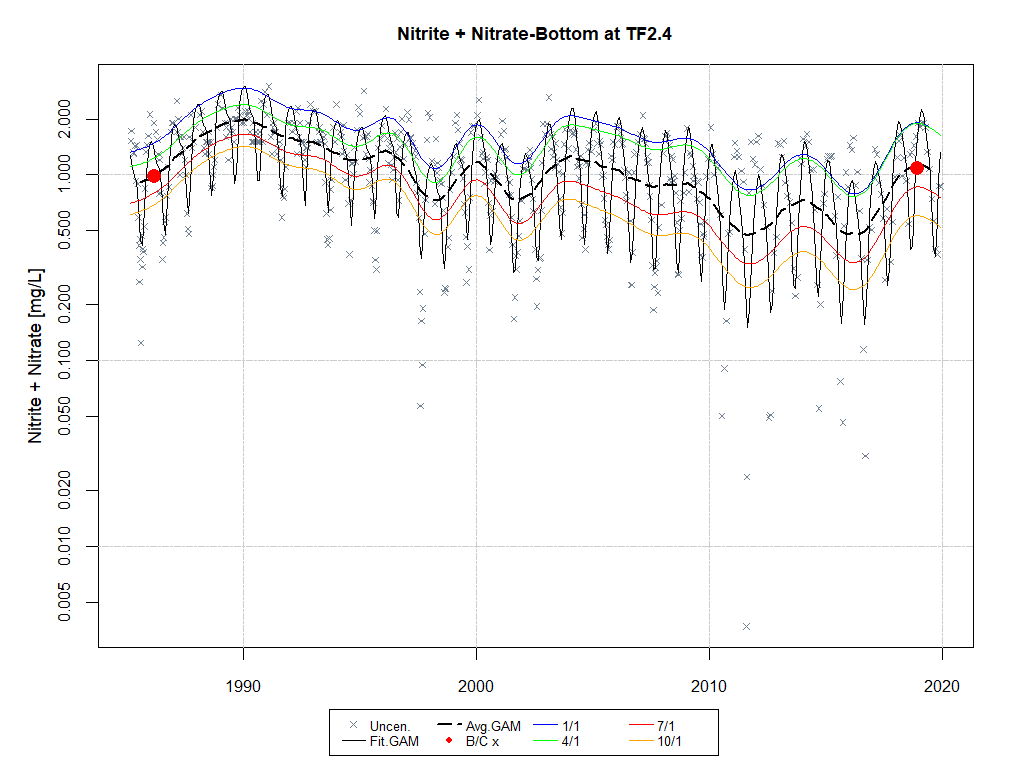 Nitrite + Nitrate-Bottom at TF2.4
Nitrite + Nitrate [mg/L]
2.000
1.000
0.500
0.200
0.100
0.050
0.020
0.010
0.005
1990 2000 2010 2020
Uncen. Avg.GAM 1/1 7/1
Fit.GAM B/C x 4/1 10/1